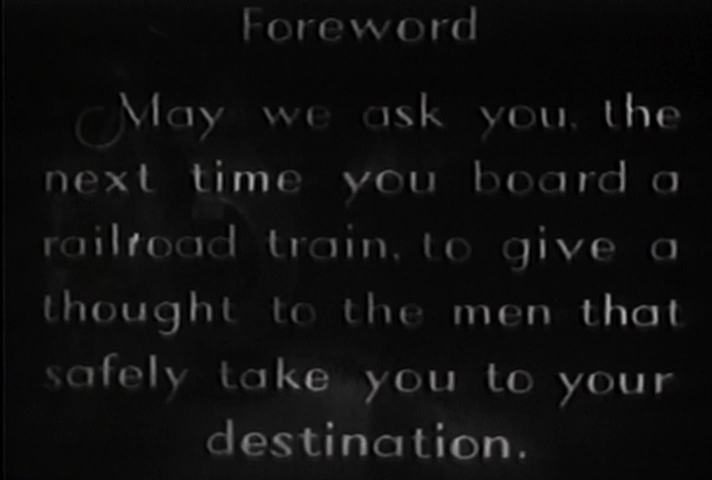 Foreword
May we ask you, the
next time you board a
railroad train, to give a
thought to the men that
safely take you to your
destination.